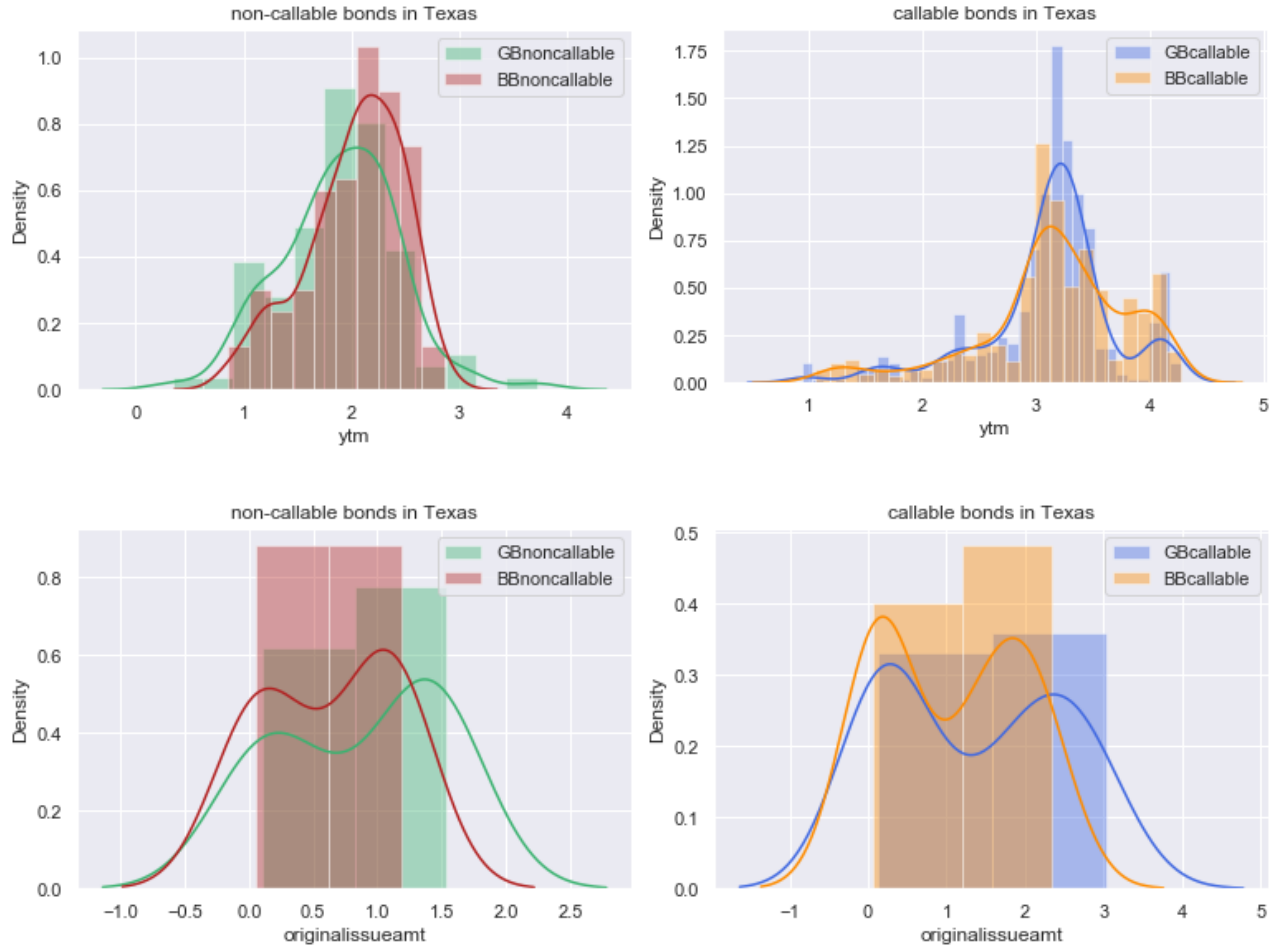 non-callable bonds in Texas
GBnoncallable
BBnoncallable
Density
1.0
0.8
0.6
0.4
0.2
0.0
0 1 2 3 4
ytm
callable bonds in Texas
GBcallable
BBcallable
Density
1.75
1.50
1.25
1.00
0.75
0.50
0.25
0.00
1 2 3 4 5
ytm
non-callable bonds in Texas
GBnoncallable
BBnoncallable
Density
0.8
0.6
0.4
0.2
0.0
−1.0 −0.5 0.0 0.5 1.0 1.5 2.0 2.5
originalissueamt
callable bonds in Texas
GBcallable
BBcallable
Density
0.5
0.4
0.3
0.2
0.1
0.0
−1 0 1 2 3 4 5
originalissueamt